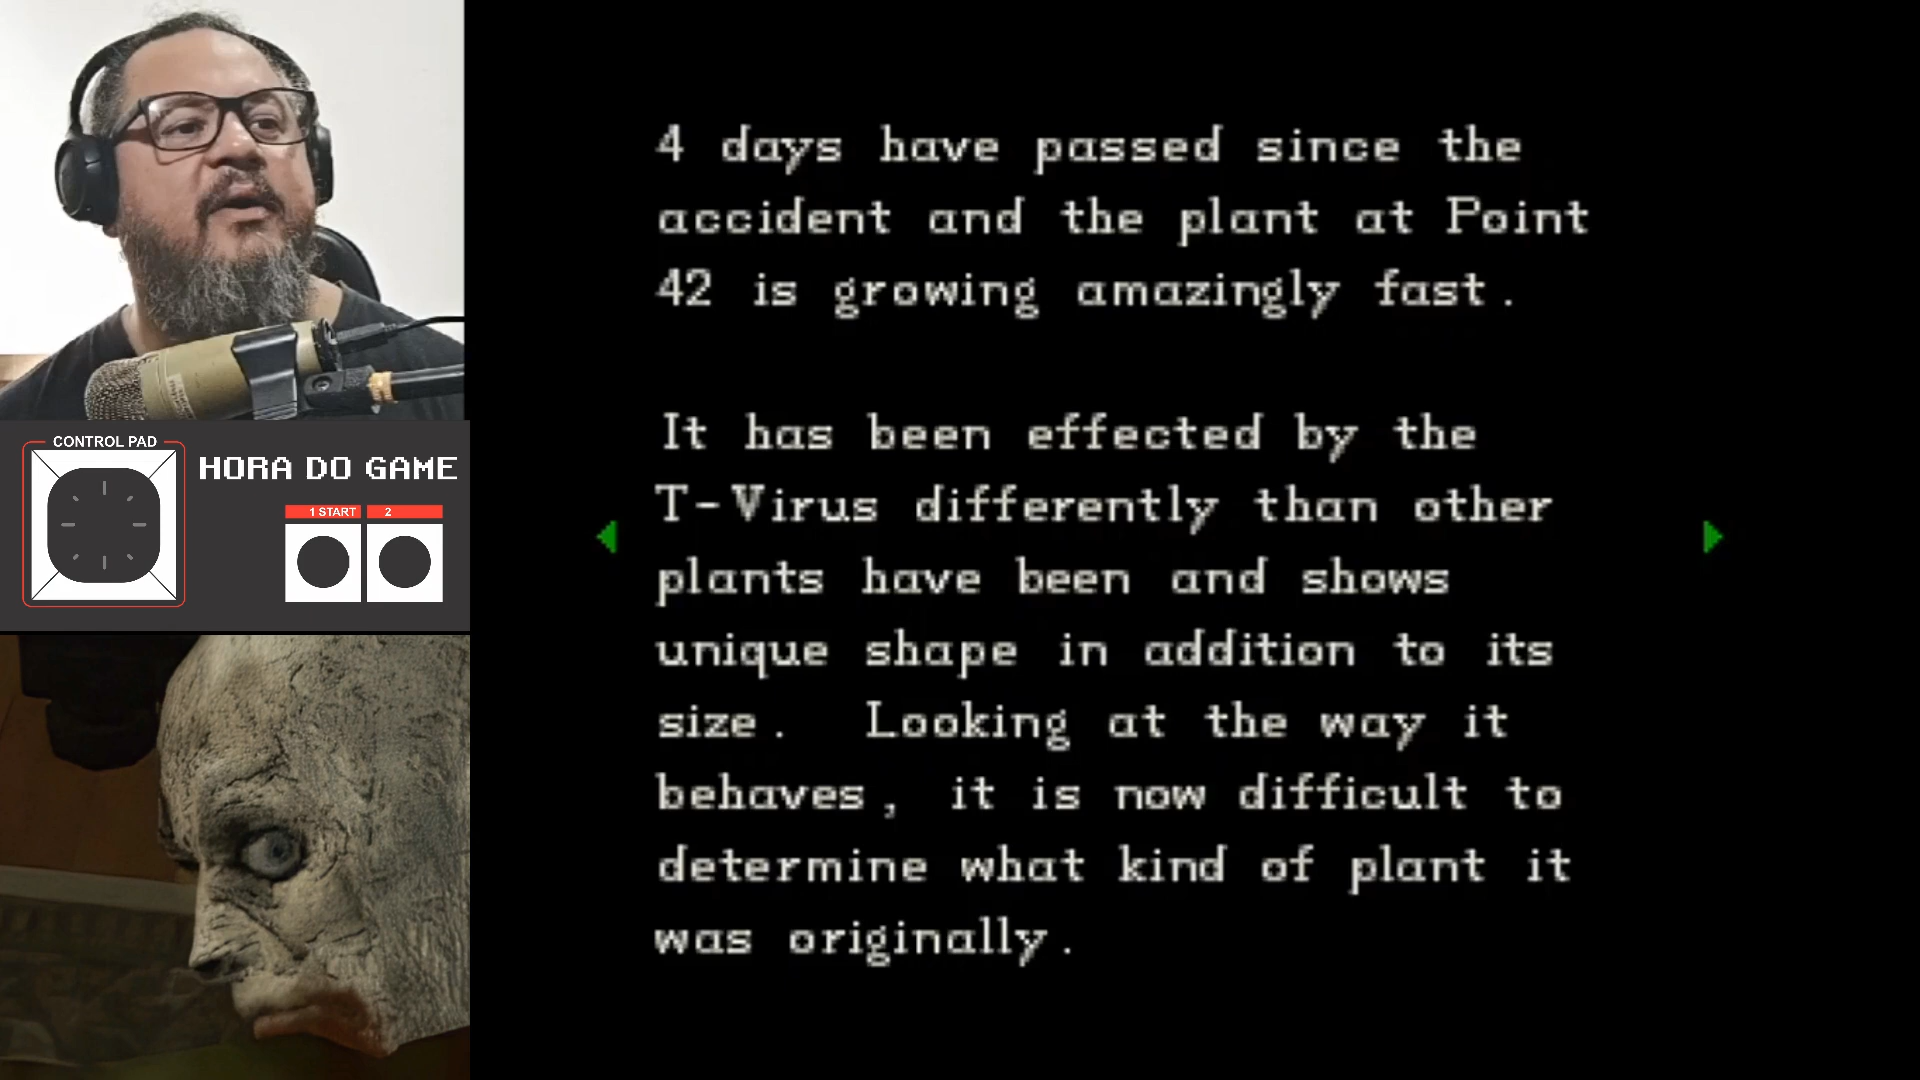 CONTROL PAD
HORA DO GAME
1 START 2
4 days have passed since the
accident and the plant at Point
42 is growing amazingly fast.
It has been effected by the
T-Virus differently than other
plants have been and shows
unique shape in addition to its
size. Looking at the way it
behaves, it is now difficult to
determine what kind of plant it
was originally.